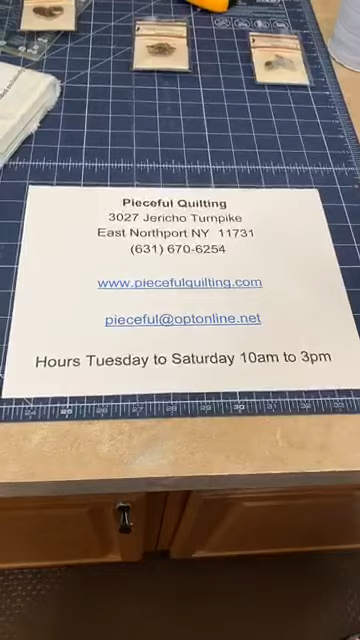 Pieceful Quilting
3027 Jericho Turnpike
East Northport NY 11731
(631) 670-6254
www.piecefulquilting.com
pieceful@optonline.net
Hours Tuesday to Saturday 10am to 3pm